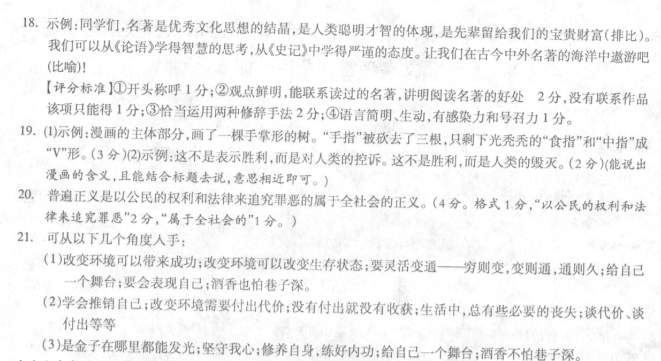 18. 示例:同学们,名著是优秀文化思想的结晶,是人类聪明才智的体现,是先辈留给我们的宝贵财富(排比)。
我们可以从《论语》学得智慧的思考,从《史记》中学得严谨的态度。让我们在古今中外名著的海洋中遨游吧
(比喻)!
【评分标准】①开头称呼1分;②观点鲜明,能联系读过的名著,讲明阅读名著的好处 2分,没有联系作品
该项只能得1分;③恰当运用两种修辞手法2分;④语言简明、生动,有感染力和号召力1分。
19. (1)示例:漫画的主体部分,画了一棵手掌形的树。“手指”被砍去了三根,只剩下光秃秃的“食指”和“中指”成
“V”形。(3分)(2)示例:这不是表示胜利,而是对人类的控诉。这不是胜利,而是人类的毁灭。(2分)(能说出
漫画的含义,且能结合标题去说,意思相近即可。)
20. 普遍正义是以公民的权利和法律来追究罪恶的属于全社会的正义。(4分。格式1分,“以公民的权利和法
律来追究罪恶”2分,“属于全社会的”1分。)
21. 可从以下几个角度入手:
(1)改变环境可以带来成功;改变环境可以改变生存状态;要灵活变通——穷则变,变则通,通则久;给自己
一个舞台;要会表现自己;酒香也怕巷子深。
(2)学会推销自己;改变环境需要付出代价;没有付出就没有收获;生活中,总有些必要的丧失;谈代价、谈
付出等等
(3)是金子在哪里都能发光;坚守我心;修养自身,练好内功;给自己一个舞台;酒香不怕巷子深。